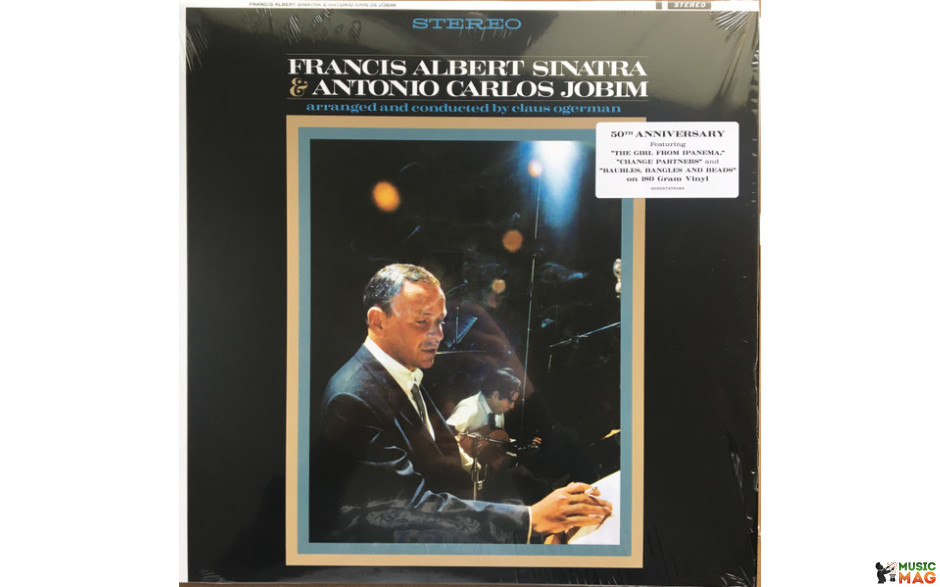 FRANCIS ALBERT SINATRA & ANTONIO CARLOS JOBIM
STEREO
STEREO
FRANCIS ALBERT SINATRA
& ANTONIO CARLOS JOBIM
arranged and conducted by claus ogerman
50TH ANNIVERSARY
Featuring
"THE GIRL FROM IPANEMA,"
"CHANGE PARTNERS" and
"BAUBLES, BANGLES AND BEADS"
on 180 Gram Vinyl
MUSIC
MAG